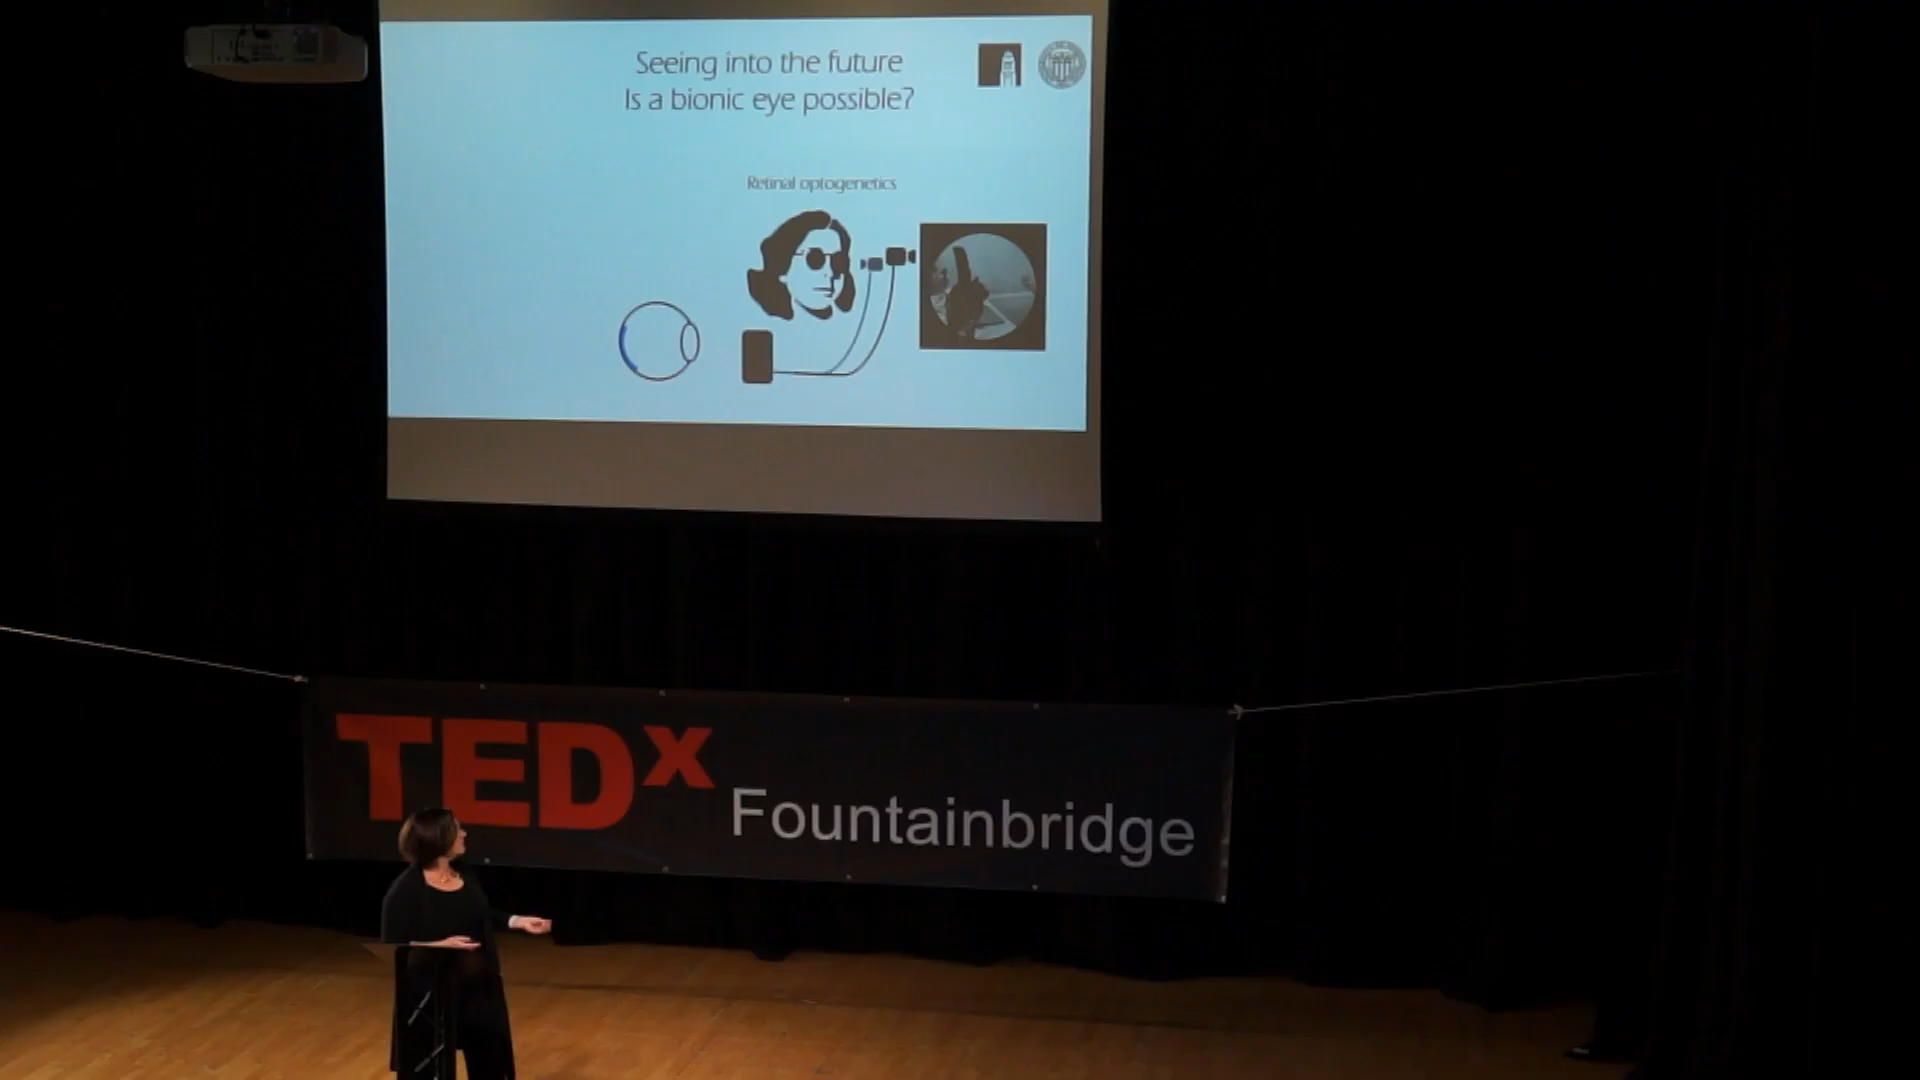 Seeing into the future
Is a bionic eye possible?
Retinal optogenetics
TEDx
Fountainbridge